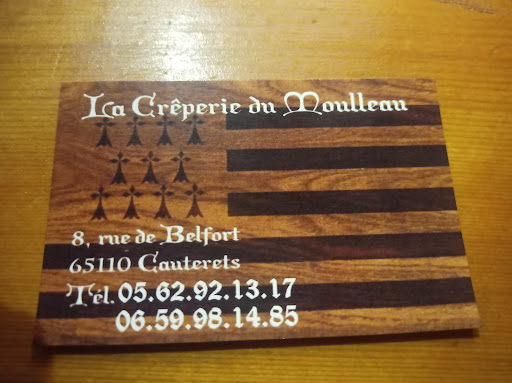 La Crêperie du Moulleau
8, rue de Belfort
65110 Cauterets
Tél. 05.62.92.13.17
06.59.98.14.85